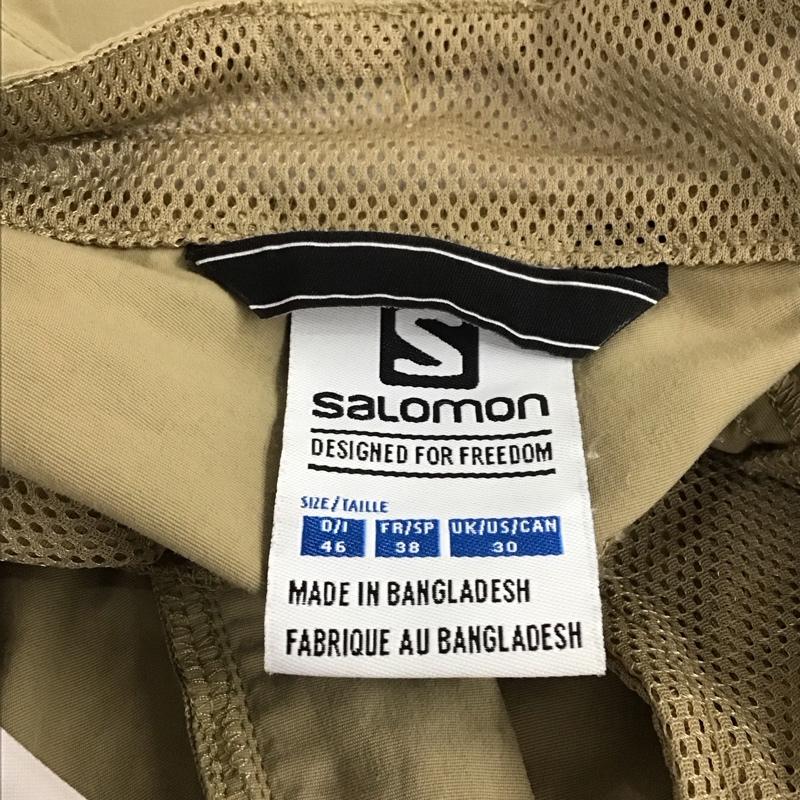 S
salomon
DESIGNED FOR FREEDOM
SIZE/TAILLE
D/I FR/SP UK/US/CAN
46 38 30
MADE IN BANGLADESH
FABRIQUE AU BANGLADESH